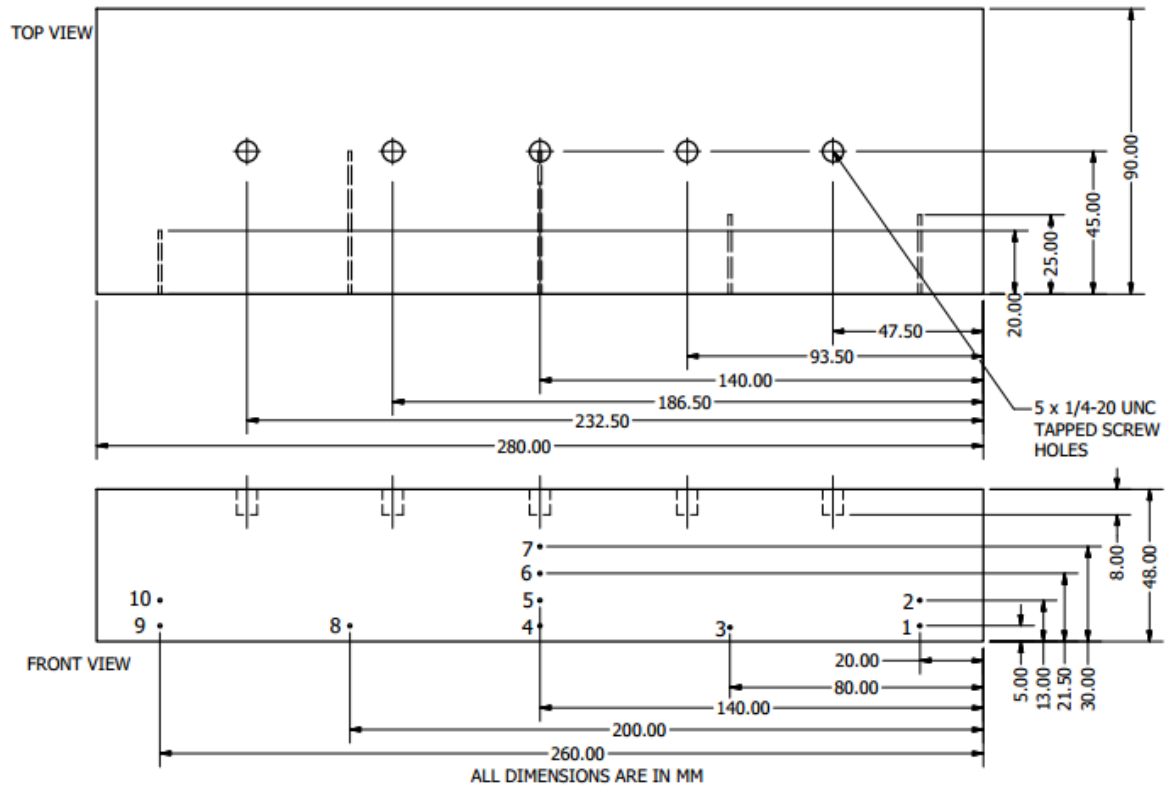 TOP VIEW
90.00
45.00
25.00
20.00
47.50
93.50
140.00
186.50
232.50
280.00
5 x 1/4-20 UNC
TAPPED SCREW
HOLES
7
6
10 5 2
9 8 4 3 1
8.00
48.00
FRONT VIEW
20.00
80.00
140.00
200.00
260.00
5.00
13.00
21.50
30.00
ALL DIMENSIONS ARE IN MM